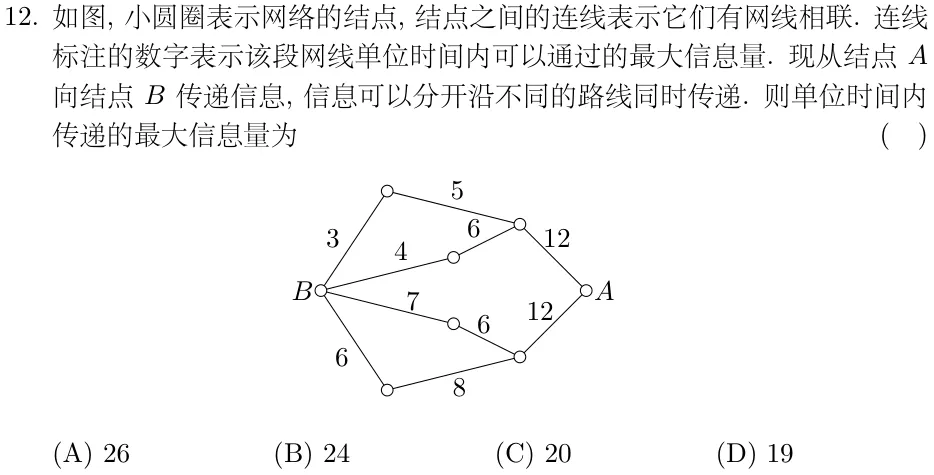 12. 如图, 小圆圈表示网络的结点, 结点之间的连线表示它们有网线相联. 连线
标注的数字表示该段网线单位时间内可以通过的最大信息量. 现从结点 A
向结点 B 传递信息, 信息可以分开沿不同的路线同时传递. 则单位时间内
传递的最大信息量为 ( )
5
6
3
12
4
B
A
7
12
6
6
8
(A) 26 (B) 24 (C) 20 (D) 19